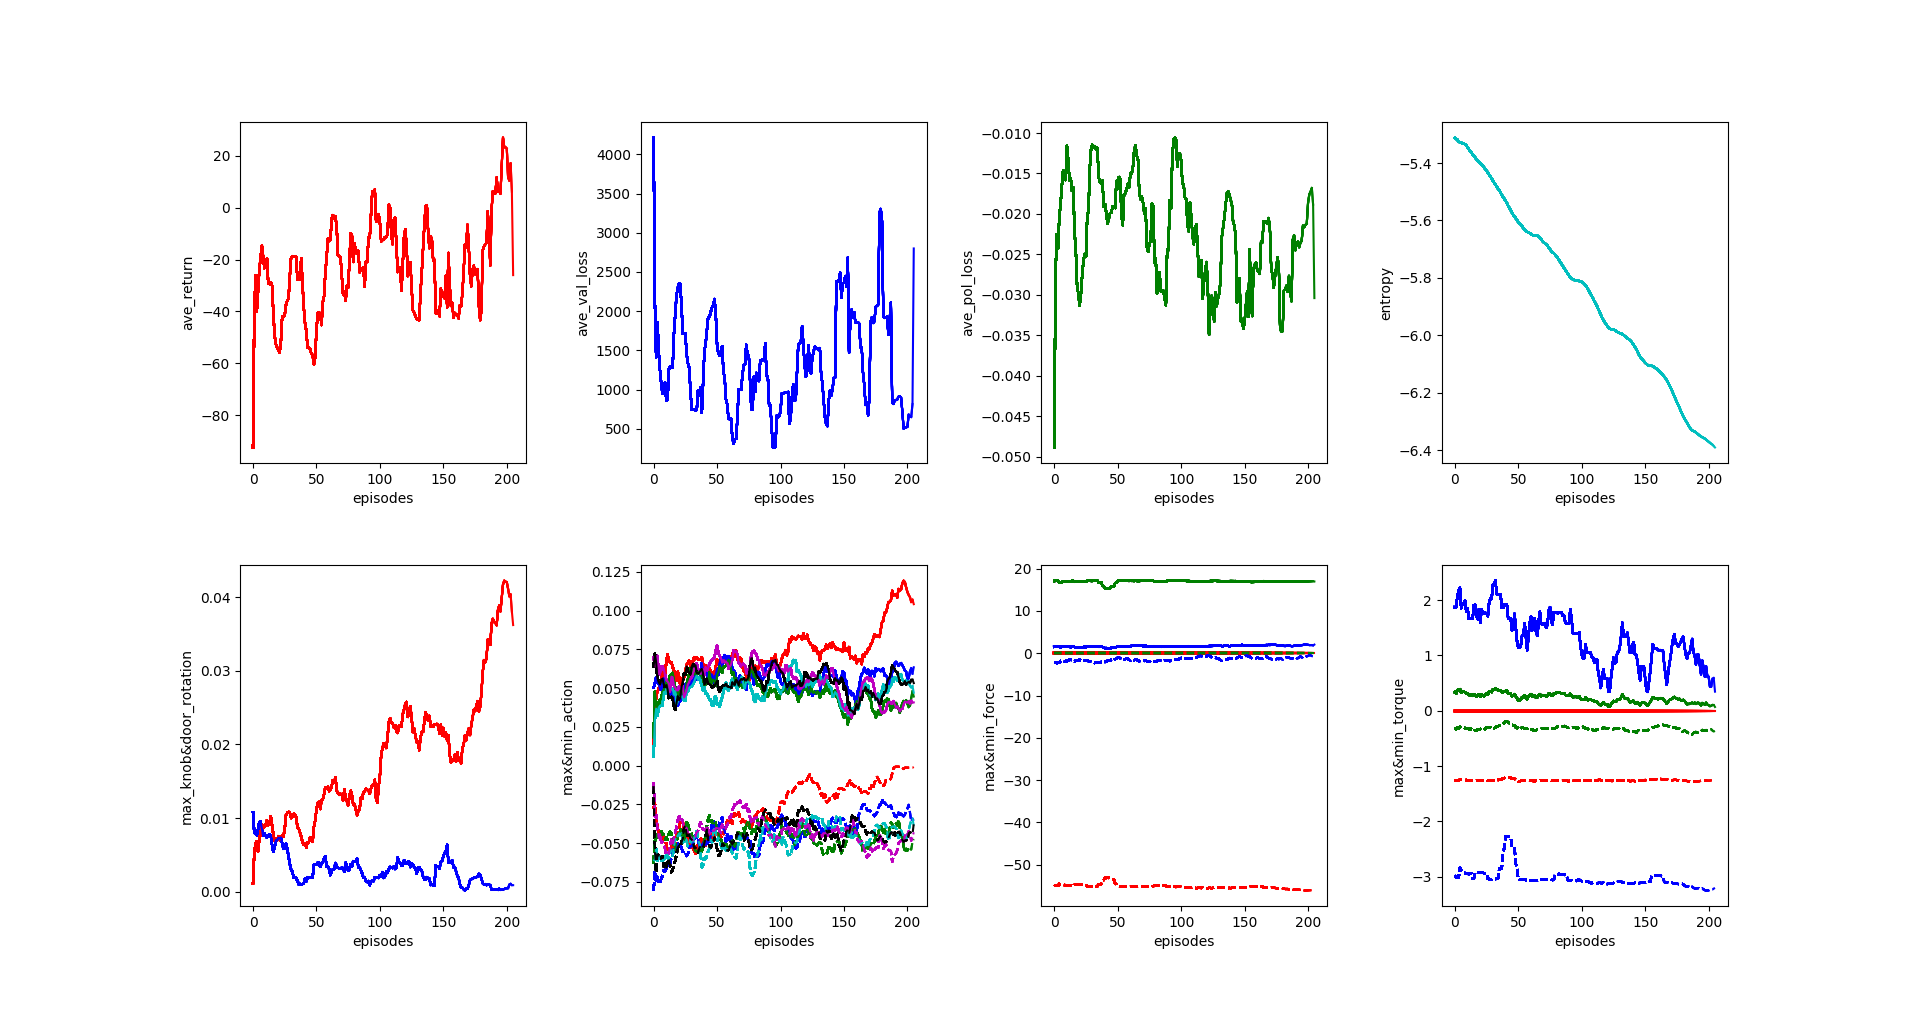 ave_return
20
0
−20
−40
−60
−80
0 50 100 150 200
episodes
ave_val_loss
4000
3500
3000
2500
2000
1500
1000
500
0 50 100 150 200
episodes
ave_pol_loss
−0.010
−0.015
−0.020
−0.025
−0.030
−0.035
−0.040
−0.045
−0.050
0 50 100 150 200
episodes
entropy
−5.4
−5.6
−5.8
−6.0
−6.2
−6.4
0 50 100 150 200
episodes
max_knob&door_rotation
0.04
0.03
0.02
0.01
0.00
0 50 100 150 200
episodes
max&min_action
0.125
0.100
0.075
0.050
0.025
0.000
−0.025
−0.050
−0.075
0 50 100 150 200
episodes
max&min_force
20
10
0
−10
−20
−30
−40
−50
0 50 100 150 200
episodes
max&min_torque
2
1
0
−1
−2
−3
0 50 100 150 200
episodes